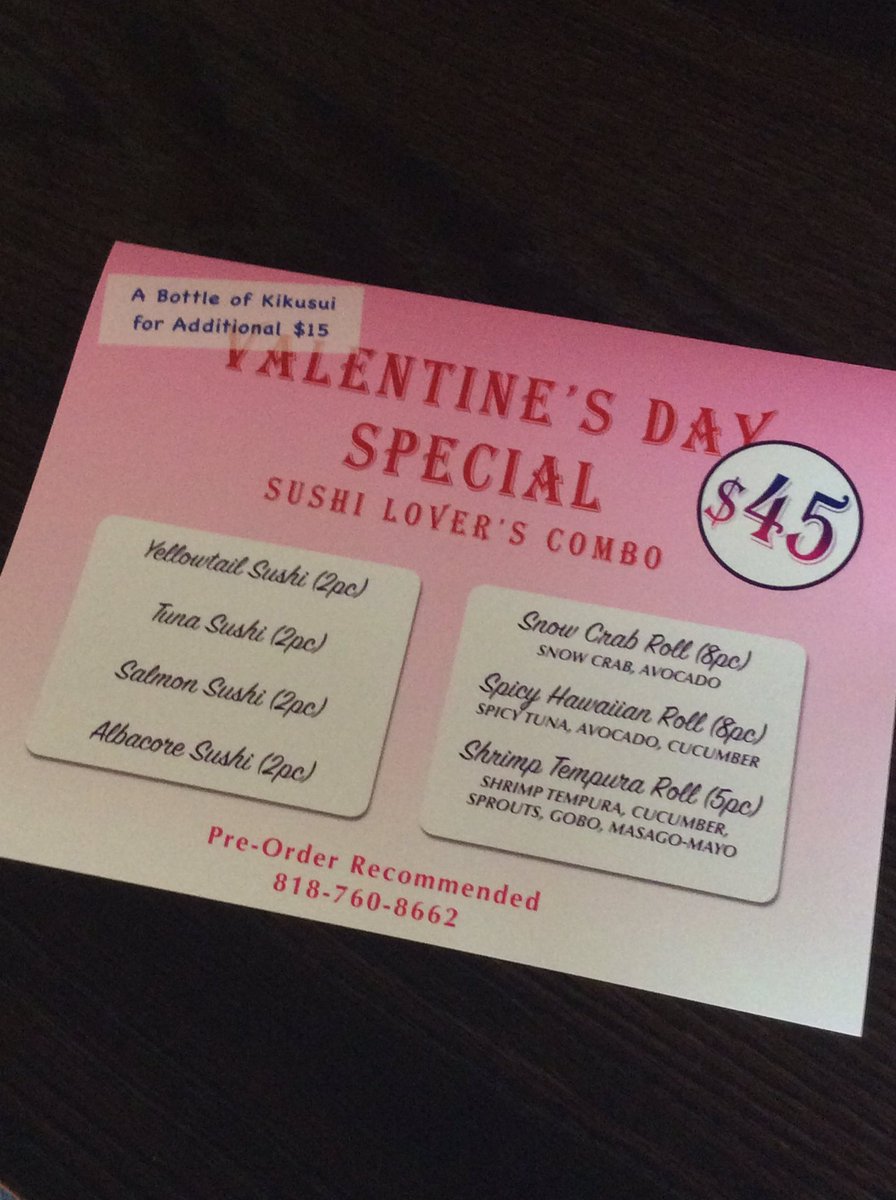 A Bottle of Kikusui
for Additional $15
VALENTINE'S DAY
SPECIAL
SUSHI LOVER'S COMBO
$45
Yellowtail Sushi (2pc)
Tuna Sushi (2pc)
Salmon Sushi (2pc)
Albacore Sushi (2pc)
Snow Crab Roll (8pc)
SNOW CRAB, AVOCADO
Spicy Hawaiian Roll (8pc)
SPICY TUNA, AVOCADO, CUCUMBER
Shrimp Tempura Roll (5pc)
SHRIMP TEMPURA, CUCUMBER,
SPROUTS, GOBO, MASAGO-MAYO
Pre-Order Recommended
818-760-8662